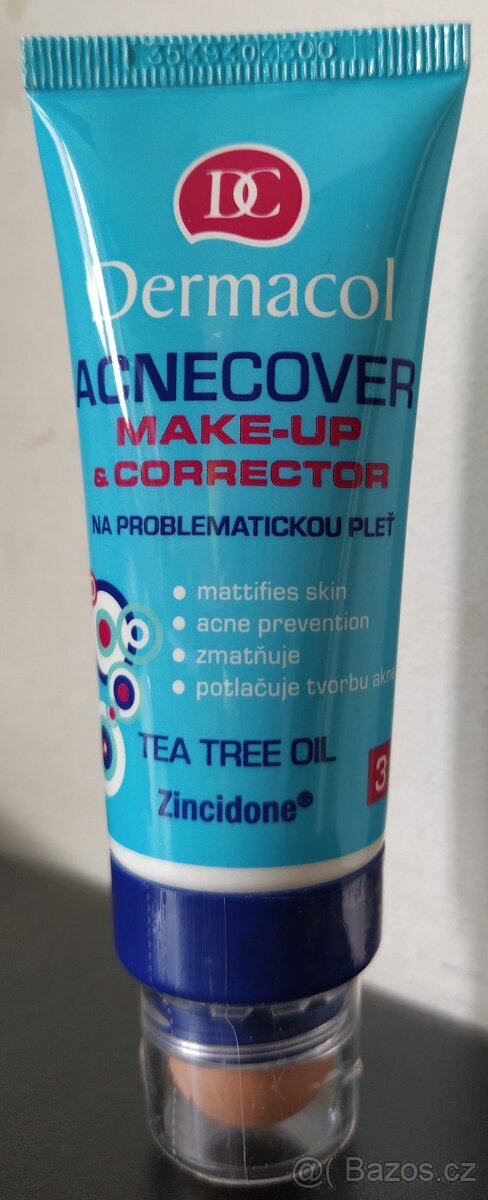 DC
Dermacol
ACNECOVER
MAKE-UP
& CORRECTOR
NA PROBLEMATICKOU PLEŤ
• mattifies skin
• acne prevention
• zmatňuje
• potlačuje tvorbu akné
TEA TREE OIL
3
Zincidone®
@ Bazos.cz